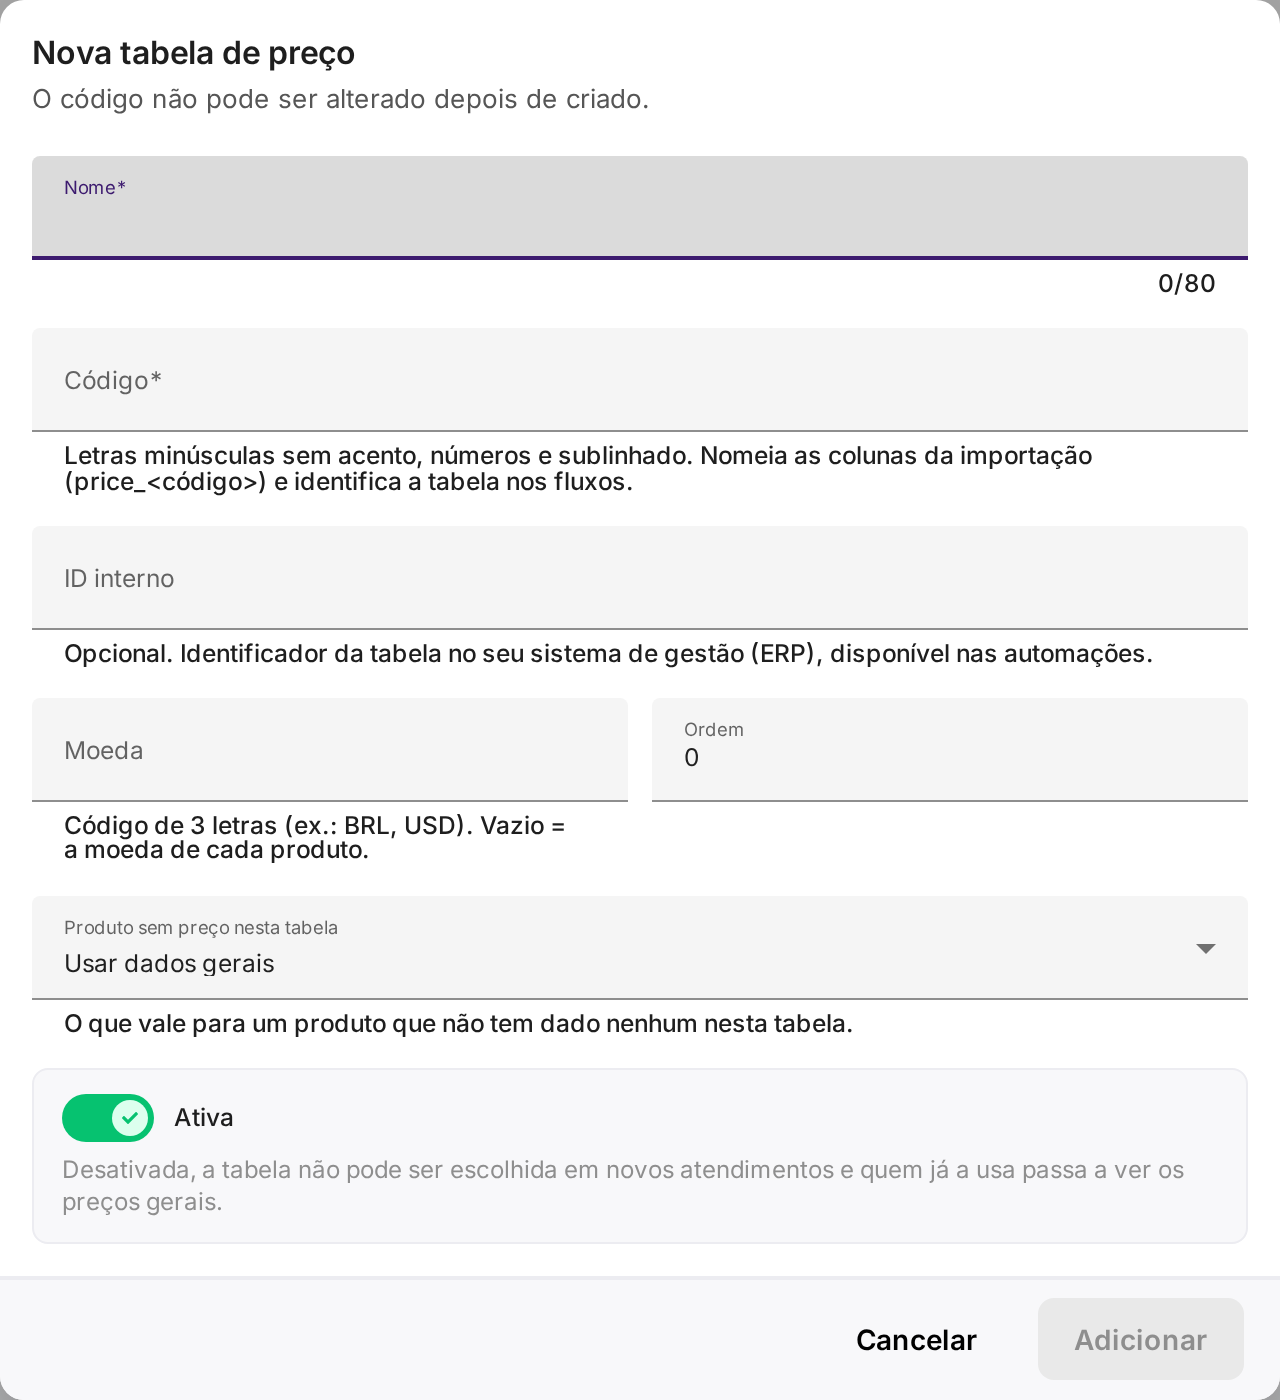 Nova tabela de preço
O código não pode ser alterado depois de criado.
Nome*
0/80
Código*
Letras minúsculas sem acento, números e sublinhado. Nomeia as colunas da importação
(price_<código>) e identifica a tabela nos fluxos.
ID interno
Opcional. Identificador da tabela no seu sistema de gestão (ERP), disponível nas automações.
Moeda
Código de 3 letras (ex.: BRL, USD). Vazio =
a moeda de cada produto.
Ordem
0
Produto sem preço nesta tabela
Usar dados gerais
O que vale para um produto que não tem dado nenhum nesta tabela.
Ativa
Desativada, a tabela não pode ser escolhida em novos atendimentos e quem já a usa passa a ver os
preços gerais.
Cancelar
Adicionar